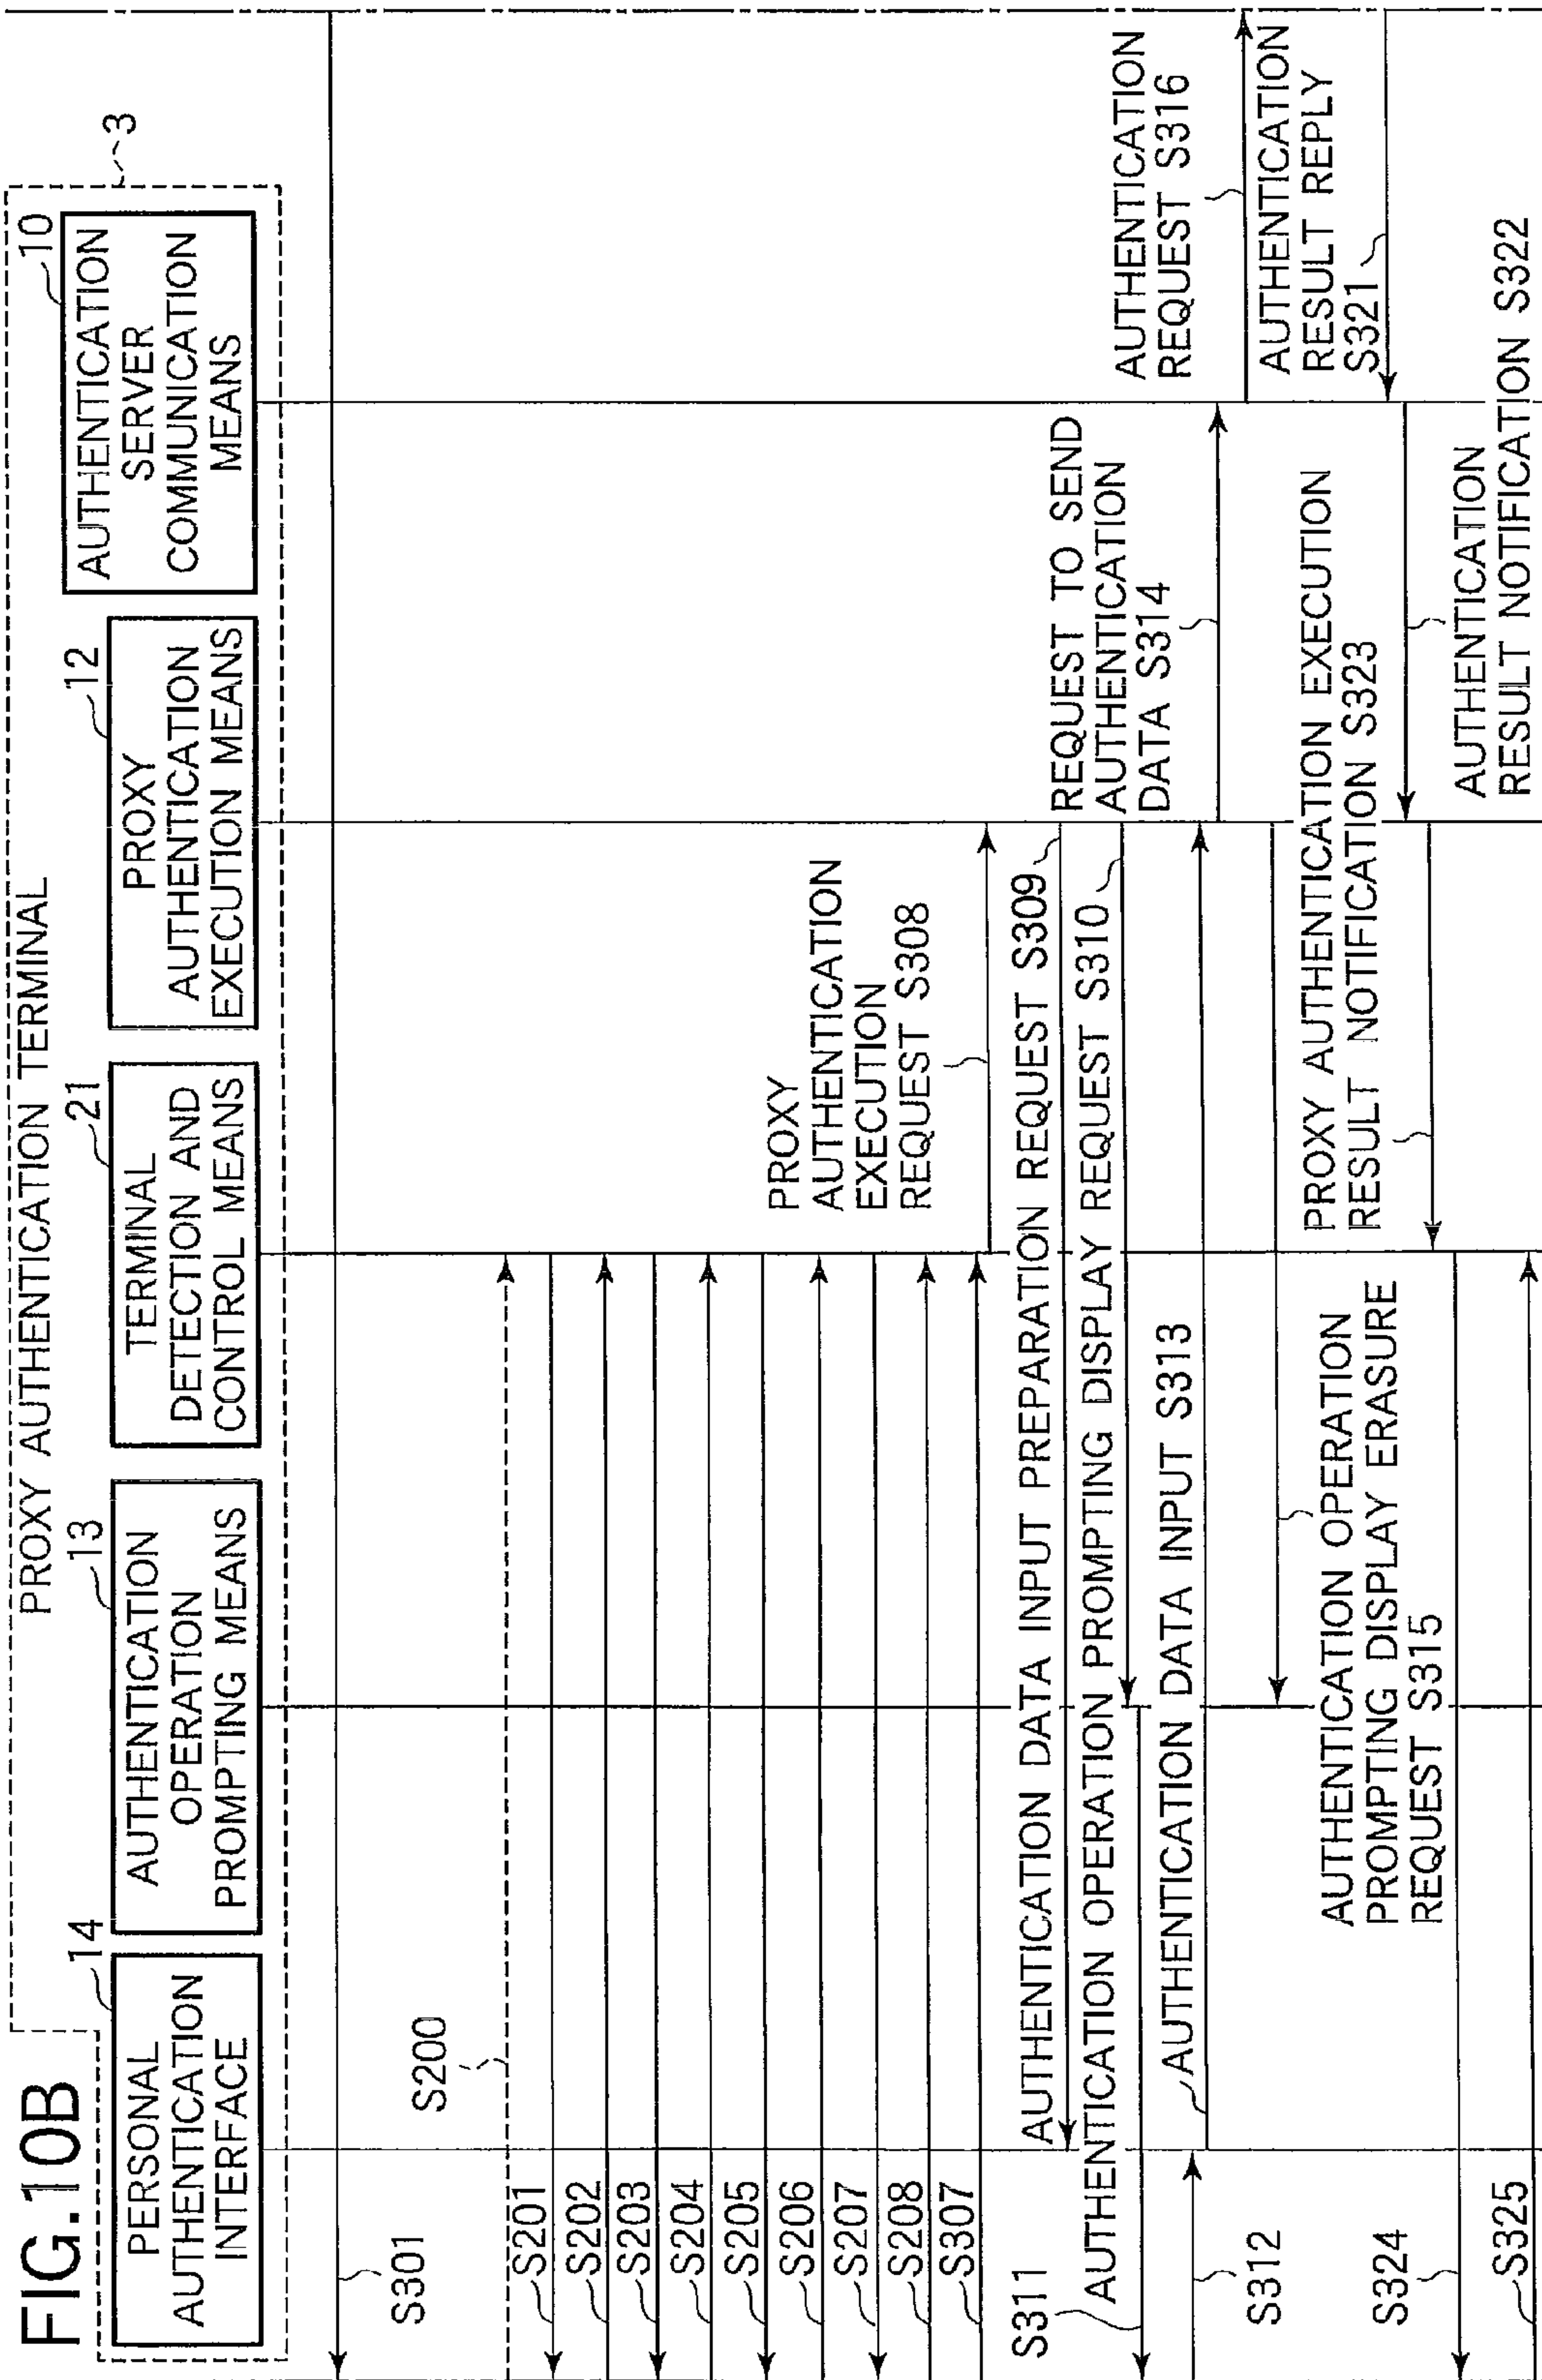 FIG.10B
PROXY AUTHENTICATION TERMINAL
3
14
PERSONAL
AUTHENTICATION
INTERFACE
13
AUTHENTICATION
OPERATION
PROMPTING MEANS
21
TERMINAL
DETECTION AND
CONTROL MEANS
12
PROXY
AUTHENTICATION
EXECUTION MEANS
10
AUTHENTICATION
SERVER
COMMUNICATION
MEANS
S301
S200
S201
S202
S203
S204
S205
S206
S207
S208
S307
PROXY
AUTHENTICATION
EXECUTION
REQUEST S308
AUTHENTICATION DATA INPUT PREPARATION REQUEST S309
AUTHENTICATION OPERATION PROMPTING DISPLAY REQUEST S310
S311
S312
AUTHENTICATION DATA INPUT S313
REQUEST TO SEND
AUTHENTICATION
DATA S314
AUTHENTICATION OPERATION
PROMPTING DISPLAY ERASURE
REQUEST S315
AUTHENTICATION
REQUEST S316
AUTHENTICATION
RESULT REPLY
S321
AUTHENTICATION
RESULT NOTIFICATION S322
PROXY AUTHENTICATION EXECUTION
RESULT NOTIFICATION S323
S324
S325